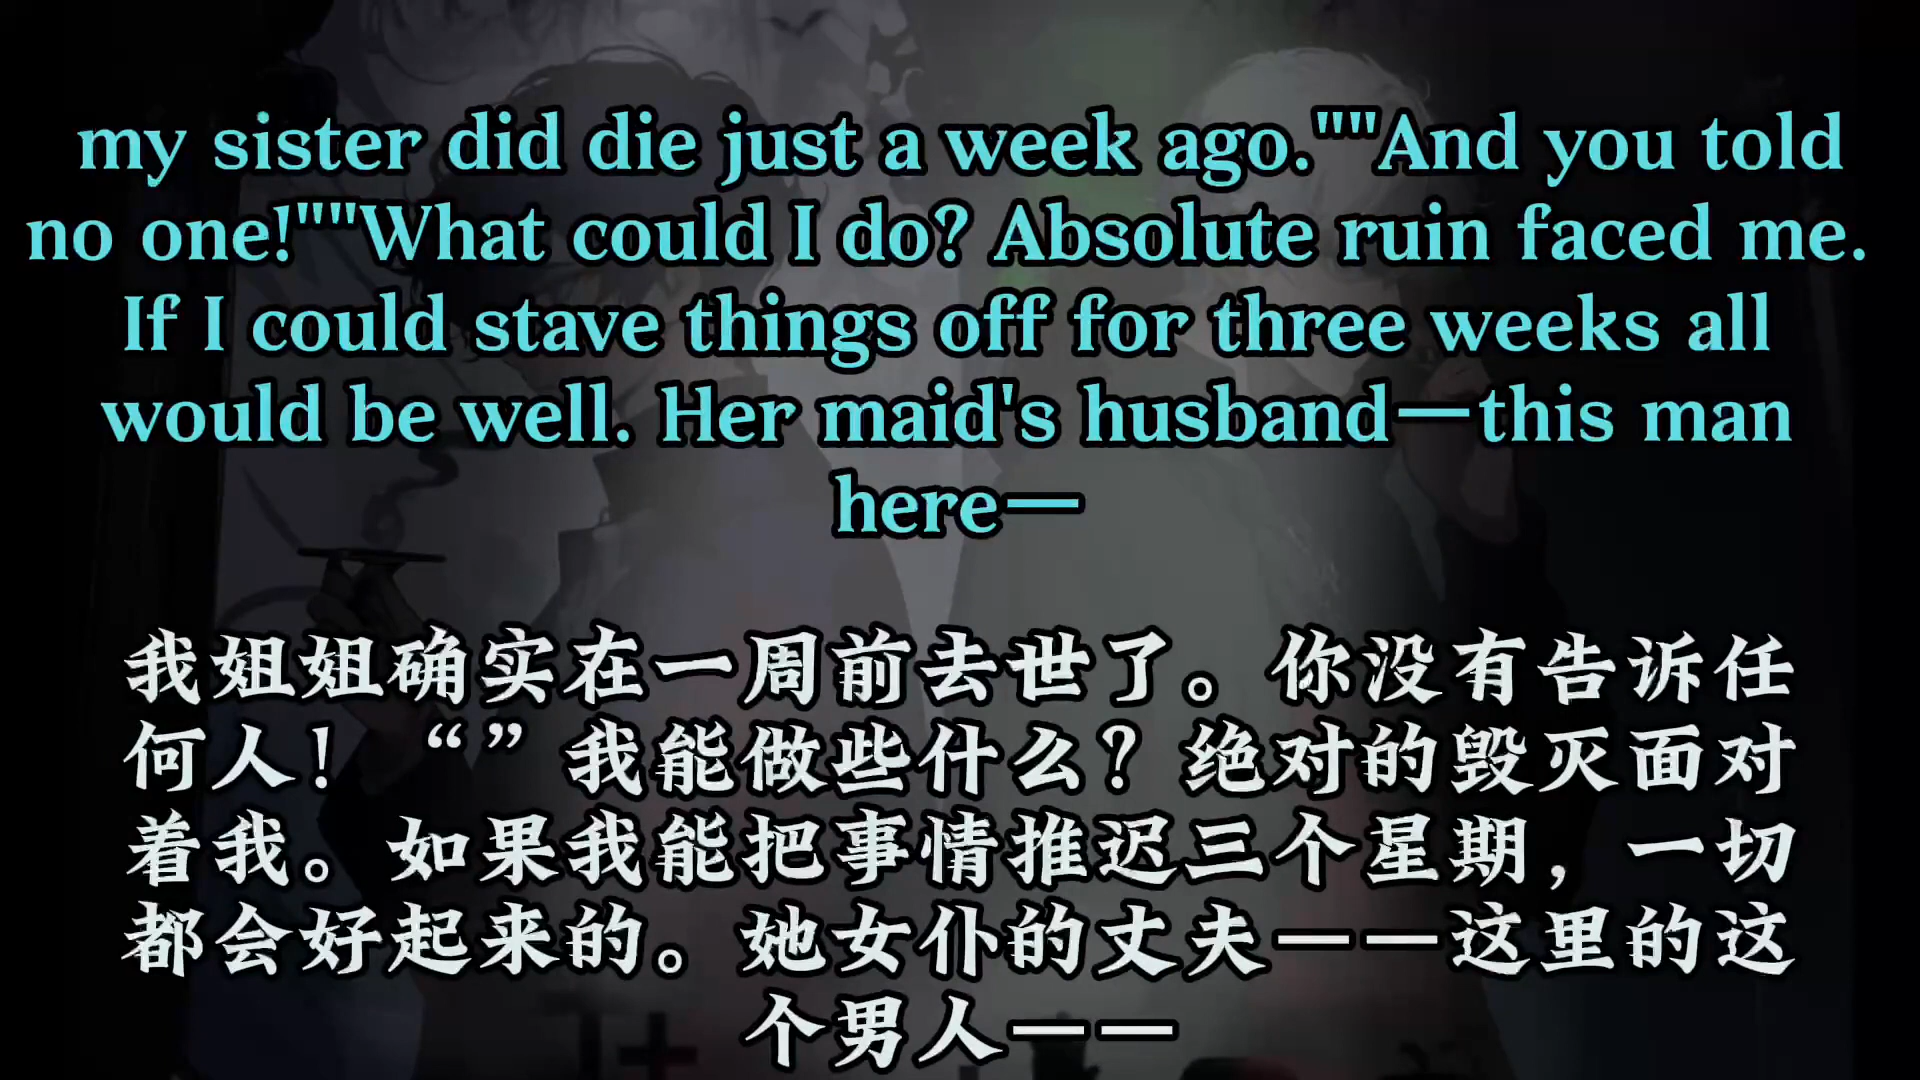 my sister did die just a week ago.""And you told
no one!""What could I do? Absolute ruin faced me.
If I could stave things off for three weeks all
would be well. Her maid's husband—this man
here—
我姐姐确实在一周前去世了。你没有告诉任
何人！“”我能做些什么？绝对的毁灭面对
着我。如果我能把事情推迟三个星期，一切
都会好起来的。她女仆的丈夫——这里的这
个男人——